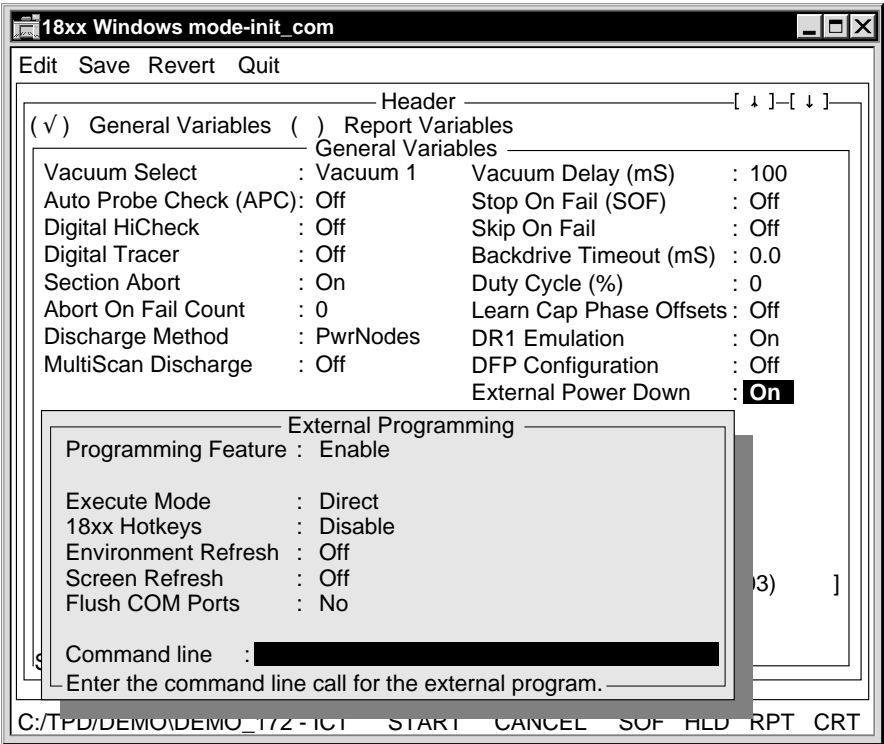 18xx Windows mode-init_com
Edit Save Revert Quit
Header [ ↓ ]–[ ↓ ]
(√) General Variables ( ) Report Variables
General Variables
Vacuum Select : Vacuum 1 Vacuum Delay (mS) : 100
Auto Probe Check (APC): Off Stop On Fail (SOF) : Off
Digital HiCheck : Off Skip On Fail : Off
Digital Tracer : Off Backdrive Timeout (mS) : 0.0
Section Abort : On Duty Cycle (%) : 0
Abort On Fail Count : 0 Learn Cap Phase Offsets : Off
Discharge Method : PwrNodes DR1 Emulation : On
MultiScan Discharge : Off DFP Configuration : Off
External Power Down : On
External Programming
Programming Feature : Enable
Execute Mode : Direct
18xx Hotkeys : Disable
Environment Refresh : Off
Screen Refresh : Off
3) ]
Flush COM Ports : No
Command line :
Enter the command line call for the external program.
C:/TPD/DEMO\DEMO_172 - ICT START CANCEL SOF HLD RPT CRT